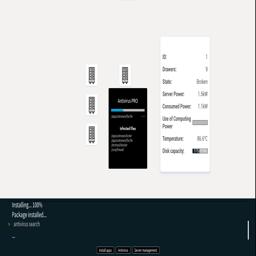 ID: 1
Drawers: 9
State: Broken
Server Power: 1.5kW
Consumed Power: 1.1kW
Use of Computing
Power
Temperature: 86.6°C
Disk capacity:
Antivirus PRO
Infected files
Installing... 100%
Package installed...
> antivirus search
Install apps
Antivirus
Server management